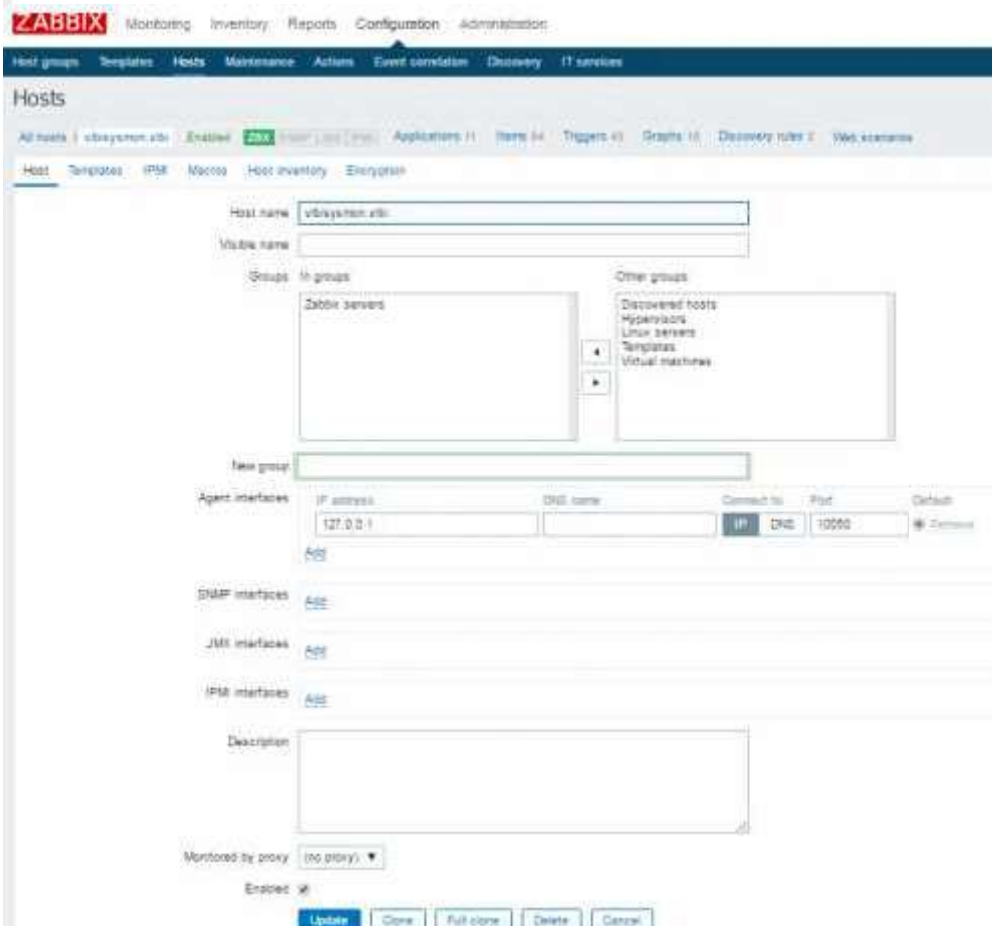 ZABBIX Monitoring Inventory Reports Configuration Administration
Host groups Templates Hosts Maintenance Actions Event correlation Discovery IT services
Hosts
All hosts / Enabled ZBX Applications 11 Items Triggers Graphs Discovery rules 2 Web scenarios
Host Templates IPMI Macros Host inventory Encryption
Host name
Visible name
Groups In groups Other groups
Zabbix servers Discovered hosts
Hypervisors
Linux servers
Templates
Virtual machines
New group
Agent interfaces IP address DNS name Connect to Port Default
127.0.0.1 IP DNS 10050 Remove
Add
SNMP interfaces Add
JMX interfaces Add
IPMI interfaces Add
Description
Monitored by proxy (no proxy)
Enabled
Update Clone Full clone Delete Cancel